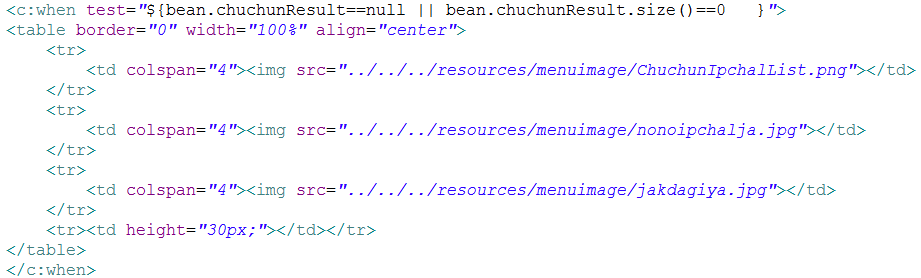 <c:when test="${bean.chuchunResult==null || bean.chuchunResult.size()==0   }">
<table border="0" width="100%" align="center">
    <tr>
        <td colspan="4"><img src="../../../resources/menuimage/ChuchunIpchalList.png"></td>
    </tr>
    <tr>
        <td colspan="4"><img src="../../../resources/menuimage/nonoipchalja.jpg"></td>
    </tr>
    <tr>
        <td colspan="4"><img src="../../../resources/menuimage/jakdagiya.jpg"></td>
    </tr>
    <tr><td height="30px;"></td></tr>
</table>
</c:when>